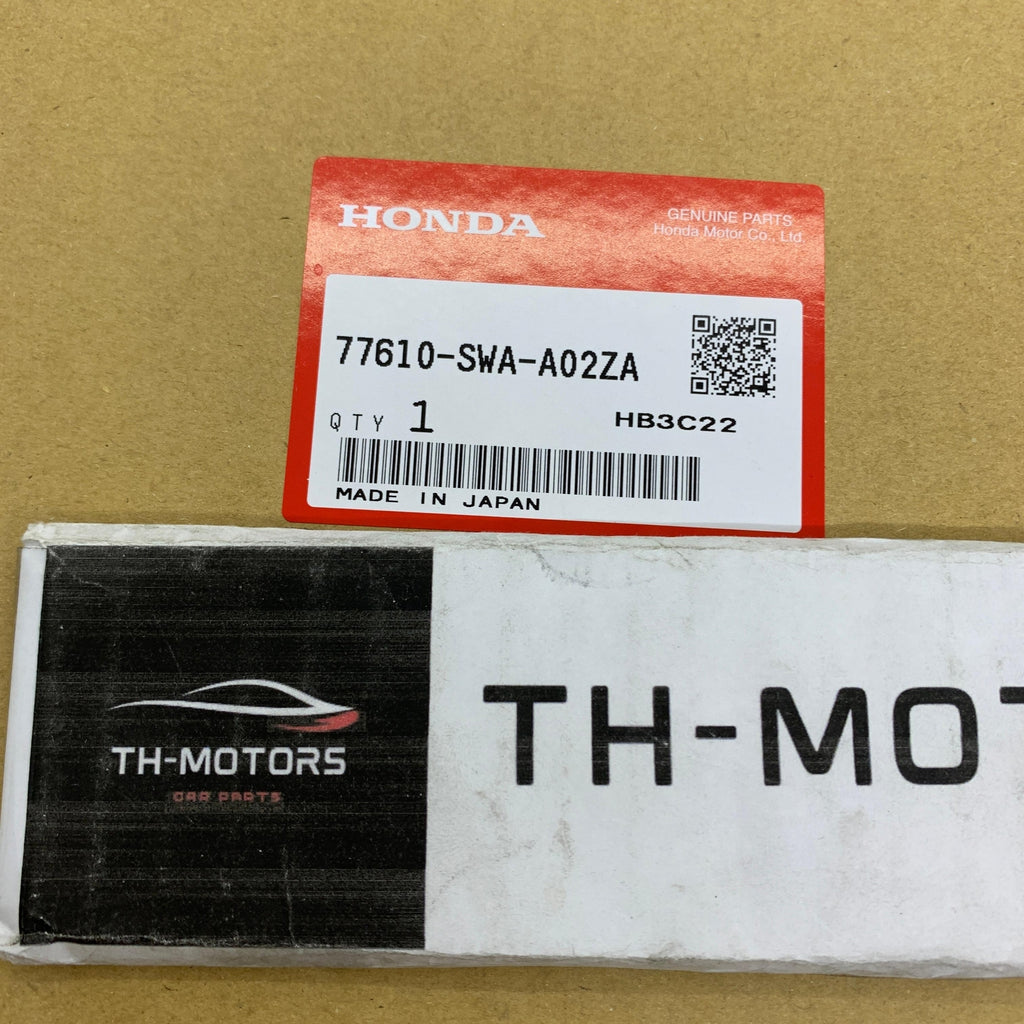 HONDA
GENUINE PARTS
Honda Motor Co., Ltd
77610-SWA-A02ZA
QTY 1
HB3C22
MADE IN JAPAN
TH-MOTORS
CAR PARTS
TH-MOT